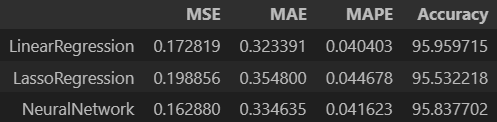 MSE MAE MAPE Accuracy
LinearRegression 0.172819 0.323391 0.040403 95.959715
LassoRegression 0.198856 0.354800 0.044678 95.532218
NeuralNetwork 0.162880 0.334635 0.041623 95.837702